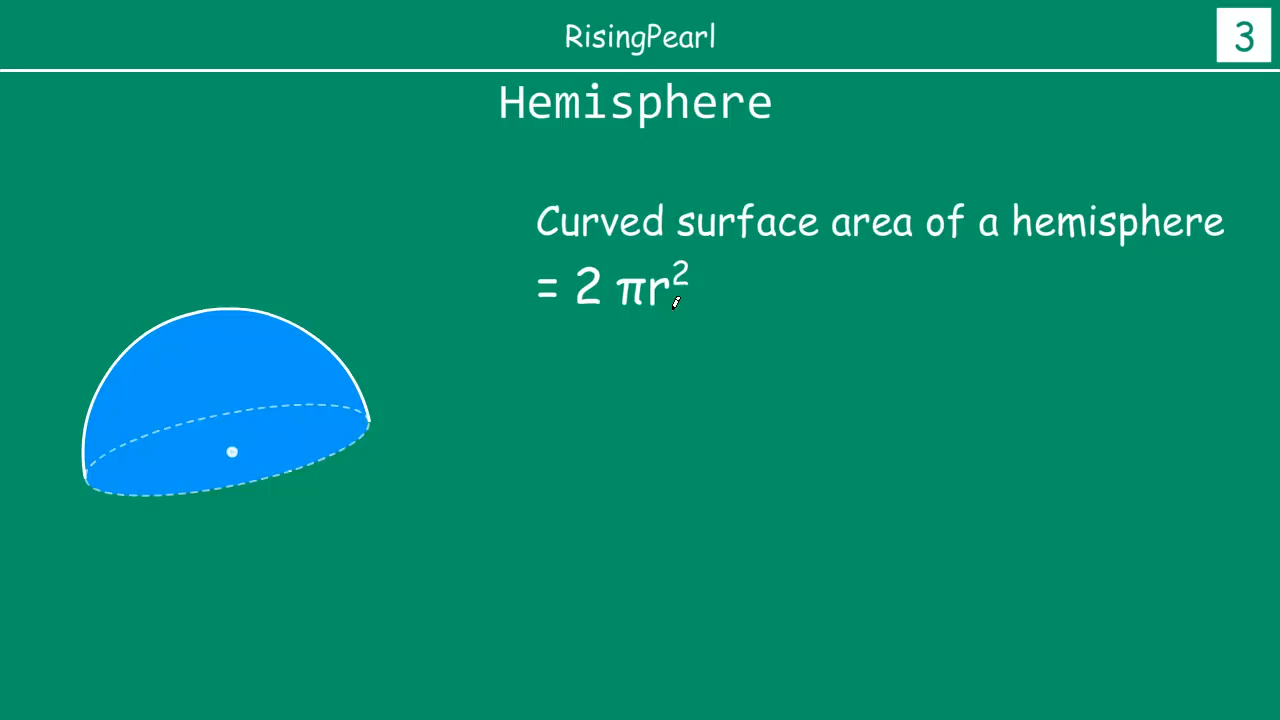 RisingPearl
3
Hemisphere
Curved surface area of a hemisphere
= 2 πr²